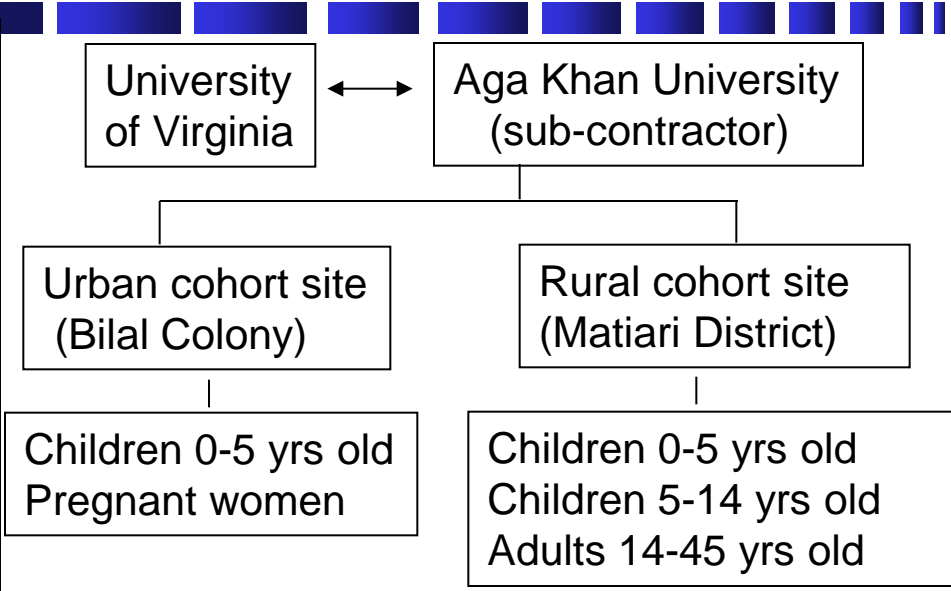 University
of Virginia
Aga Khan University
(sub-contractor)
Urban cohort site
(Bilal Colony)
Rural cohort site
(Matiari District)
Children 0-5 yrs old
Pregnant women
Children 0-5 yrs old
Children 5-14 yrs old
Adults 14-45 yrs old